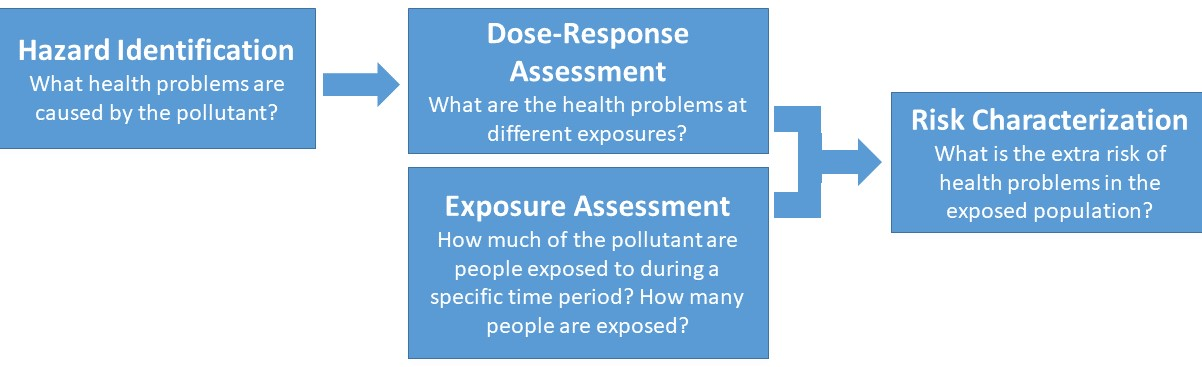 Hazard Identification
What health problems are
caused by the pollutant?
Dose-Response
Assessment
What are the health problems at
different exposures?
Exposure Assessment
How much of the pollutant are
people exposed to during a
specific time period? How many
people are exposed?
Risk Characterization
What is the extra risk of
health problems in the
exposed population?